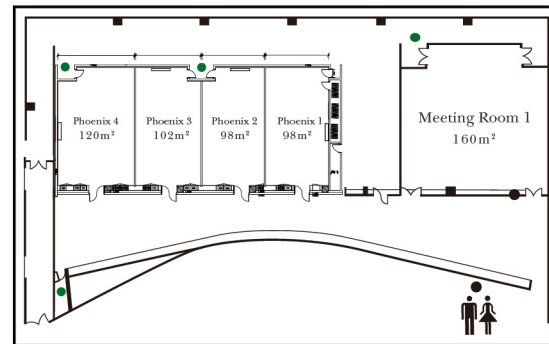 Phoenix 4
120m²
Phoenix 3
102m²
Phoenix 2
98m²
Phoenix 1
98m²
Meeting Room 1
160m²